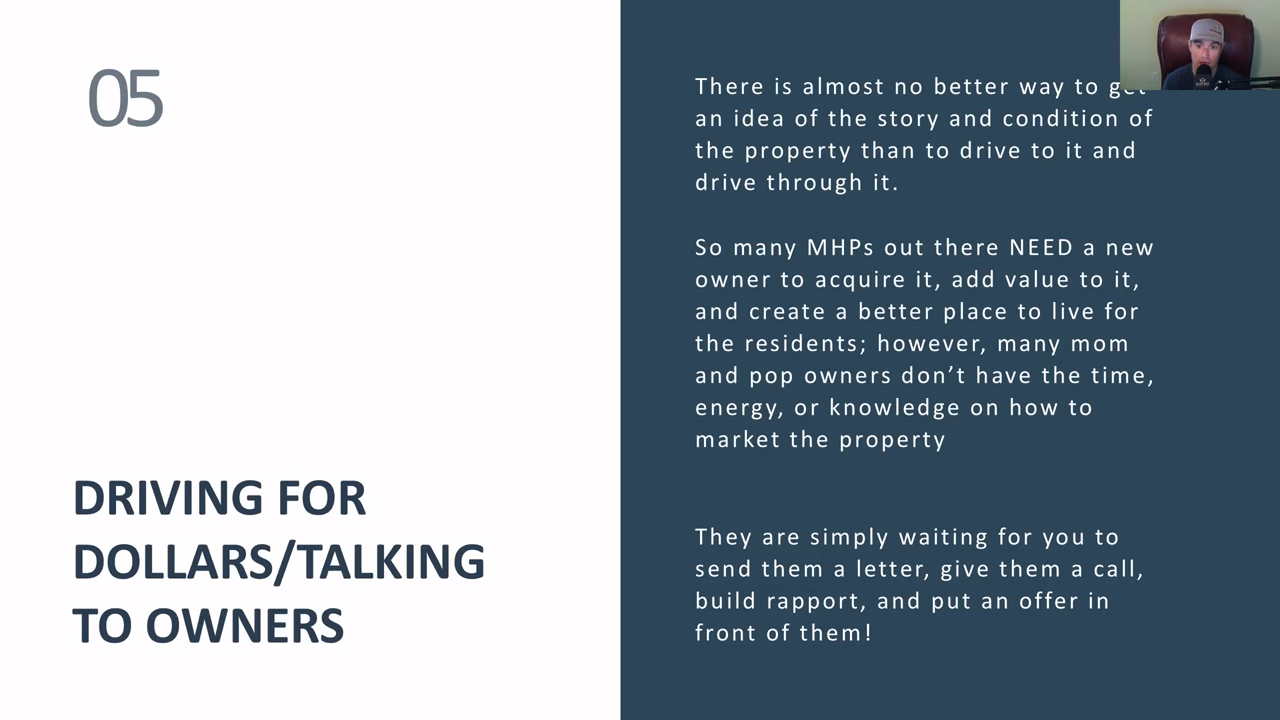 05
DRIVING FOR
DOLLARS/TALKING
TO OWNERS
There is almost no better way to get
an idea of the story and condition of
the property than to drive to it and
drive through it.
So many MHPs out there NEED a new
owner to acquire it, add value to it,
and create a better place to live for
the residents; however, many mom
and pop owners don’t have the time,
energy, or knowledge on how to
market the property
They are simply waiting for you to
send them a letter, give them a call,
build rapport, and put an offer in
front of them!